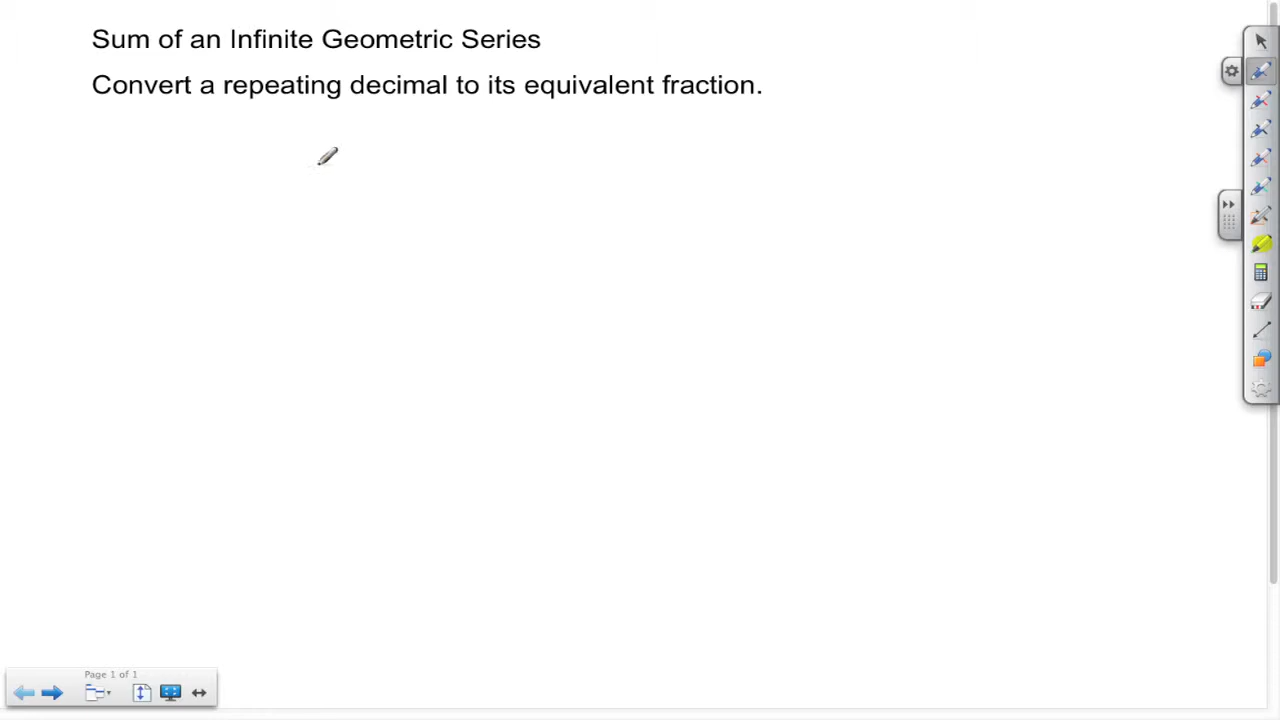 Sum of an Infinite Geometric Series
Convert a repeating decimal to its equivalent fraction.
Page 1 of 1